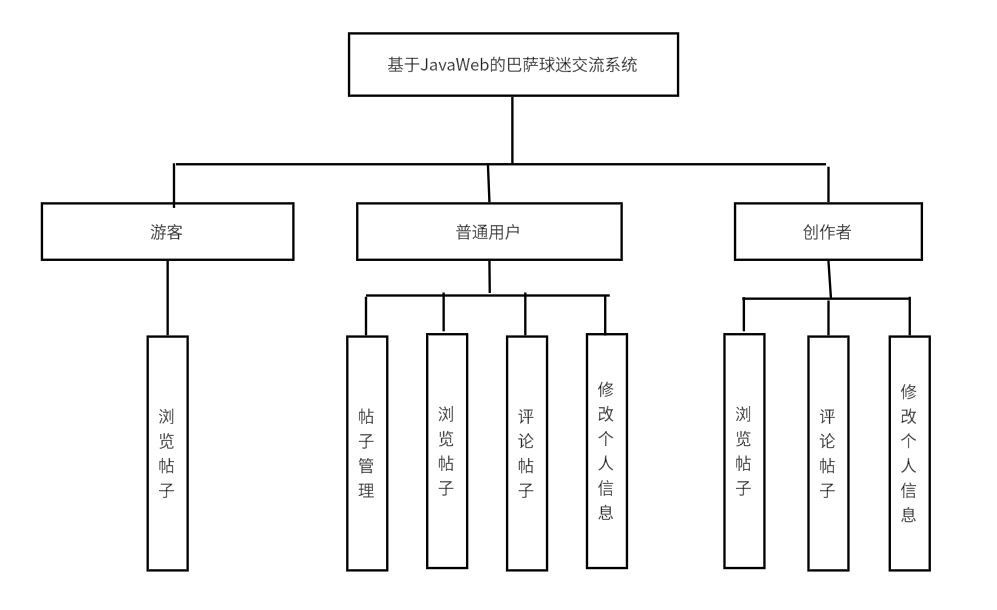 基于JavaWeb的巴萨球迷交流系统
游客
普通用户
创作者
浏览帖子
帖子管理
浏览帖子
评论帖子
修改个人信息
浏览帖子
评论帖子
修改个人信息